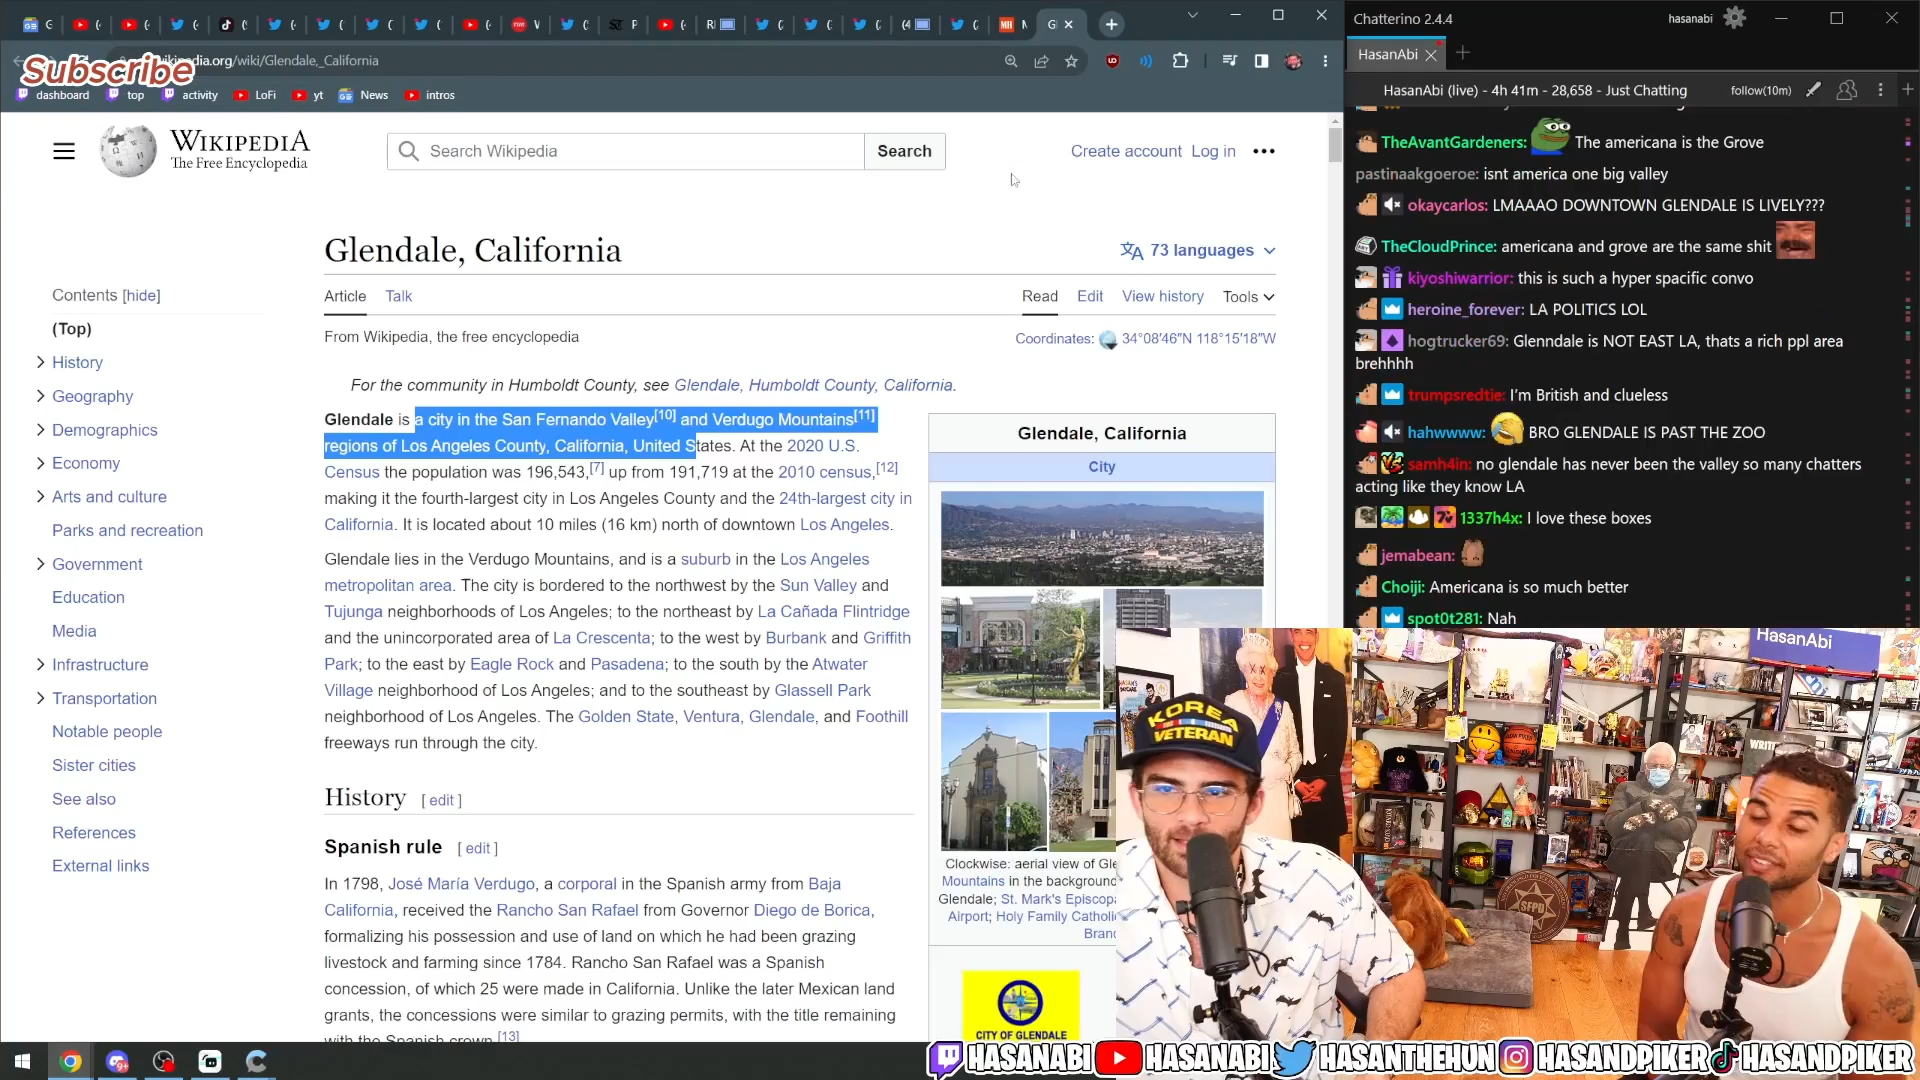 Chatterino 2.4.4
hasanabi
Subscribe
ikipedia.org/wiki/Glendale,_California
HasanAbi
dashboard
top
activity
LoFi
yt
News
intros
HasanAbi (live) - 4h 41m - 28,658 - Just Chatting
follow(10m)
WIKIPEDIA
The Free Encyclopedia
Search Wikipedia
Search
Create account
Log in
Glendale, California
73 languages
Contents [hide]
(Top)
History
Geography
Demographics
Economy
Arts and culture
Parks and recreation
Government
Education
Media
Infrastructure
Transportation
Notable people
Sister cities
See also
References
External links
Article
Talk
Read
Edit
View history
Tools
From Wikipedia, the free encyclopedia
Coordinates: 34°08′46″N 118°15′18″W
For the community in Humboldt County, see Glendale, Humboldt County, California.
Glendale is a city in the San Fernando Valley[10] and Verdugo Mountains[11]
regions of Los Angeles County, California, United States. At the 2020 U.S.
Census the population was 196,543,[7] up from 191,719 at the 2010 census,[12]
making it the fourth-largest city in Los Angeles County and the 24th-largest city in
California. It is located about 10 miles (16 km) north of downtown Los Angeles.
Glendale lies in the Verdugo Mountains, and is a suburb in the Los Angeles
metropolitan area. The city is bordered to the northwest by the Sun Valley and
Tujunga neighborhoods of Los Angeles; to the northeast by La Cañada Flintridge
and the unincorporated area of La Crescenta; to the west by Burbank and Griffith
Park; to the east by Eagle Rock and Pasadena; to the south by the Atwater
Village neighborhood of Los Angeles; and to the southeast by Glassell Park
neighborhood of Los Angeles. The Golden State, Ventura, Glendale, and Foothill
freeways run through the city.
History [ edit ]
Spanish rule [ edit ]
In 1798, José María Verdugo, a corporal in the Spanish army from Baja
California, received the Rancho San Rafael from Governor Diego de Borica,
formalizing his possession and use of land on which he had been grazing
livestock and farming since 1784. Rancho San Rafael was a Spanish
concession, of which 25 were made in California. Unlike the later Mexican land
grants, the concessions were similar to grazing permits, with the title remaining
with the Spanish crown.[13]
Glendale, California
City
Clockwise: aerial view of Gle
Mountains in the background
Glendale; St. Mark's Episcopa
Airport; Holy Family Catholic
Branc
CITY OF GLENDALE
TheAvantGardeners: The americana is the Grove
pastinaakgoeroe: isnt america one big valley
okaycarlos: LMAAAO DOWNTOWN GLENDALE IS LIVELY???
TheCloudPrince: americana and grove are the same shit
kiyoshiwarrior: this is such a hyper spacific convo
heroine_forever: LA POLITICS LOL
hogtrucker69: Glenndale is NOT EAST LA, thats a rich ppl area
brehhhh
trumpsredtie: I'm British and clueless
hahwwww: BRO GLENDALE IS PAST THE ZOO
samh4in: no glendale has never been the valley so many chatters
acting like they know LA
1337h4x: I love these boxes
jemabean:
Choiji: Americana is so much better
spot0t281: Nah
HasanAbi
KOREA
VETERAN
SFPD
HASANABI
HASANABI
HASANTHEHUN
HASANDPIKER
HASANDPIKER